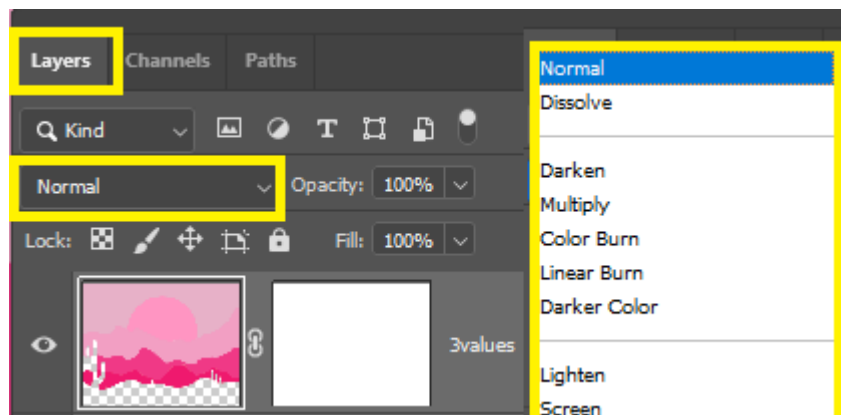 Layers Channels Paths
Kind
Normal Opacity: 100%
Lock: Fill: 100%
3values
Normal
Dissolve
Darken
Multiply
Color Burn
Linear Burn
Darker Color
Lighten
Screen